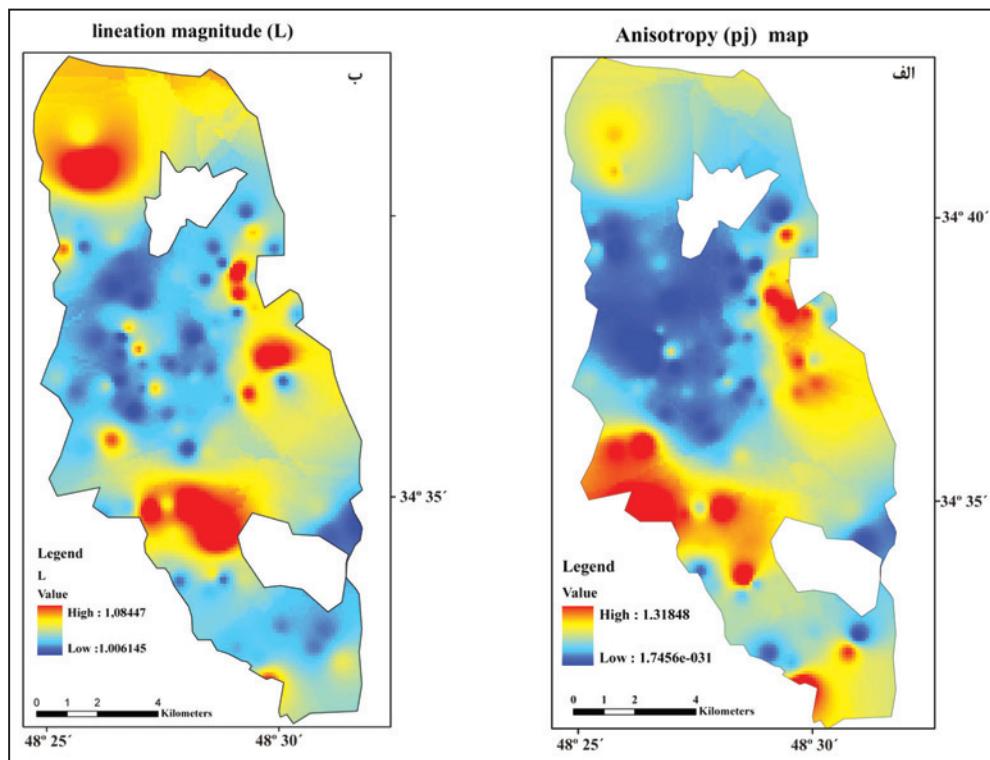 lineation magnitude (L)
ب
34° 35´
Legend
L
Value
High : 1,08447
Low :1.006145
0 1 2 4
Kilometers
48° 25´ 48° 30´
Anisotropy (pj) map
الف
34° 40´
34° 35´
Legend
Value
High : 1.31848
Low : 1.7456e-031
0 1 2 4
Kilometers
48° 25´ 48° 30´